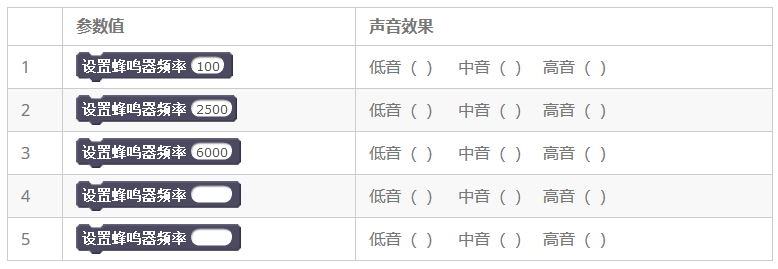 参数值 声音效果
1 设置蜂鸣器频率 100 低音（ ） 中音（ ） 高音（ ）
2 设置蜂鸣器频率 2500 低音（ ） 中音（ ） 高音（ ）
3 设置蜂鸣器频率 6000 低音（ ） 中音（ ） 高音（ ）
4 设置蜂鸣器频率 低音（ ） 中音（ ） 高音（ ）
5 设置蜂鸣器频率 低音（ ） 中音（ ） 高音（ ）